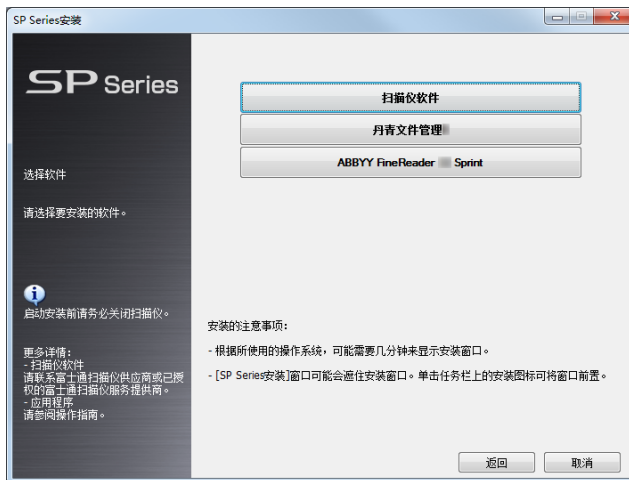 SP Series安装
SP Series
选择软件
请选择要安装的软件。
启动安装前请务必关闭扫描仪。
更多详情:
- 扫描仪软件
请联系富士通扫描仪供应商或已授
权的富士通扫描仪服务提供商。
- 应用程序
请参阅操作指南。
扫描仪软件
丹青文件管理
ABBYY FineReader Sprint
安装的注意事项:
- 根据所使用的操作系统，可能需要几分钟来显示安装窗口。
- [SP Series安装]窗口可能会遮住安装窗口。单击任务栏上的安装图标可将窗口前置。
返回
取消